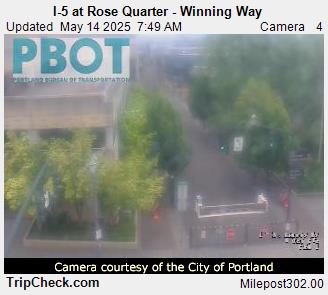 I-5 at Rose Quarter - Winning Way
Updated May 14 2025 7:49 AM Camera 4
PBOT
PORTLAND BUREAU OF TRANSPORTATION
Camera courtesy of the City of Portland
TripCheck.com Milepost302.00